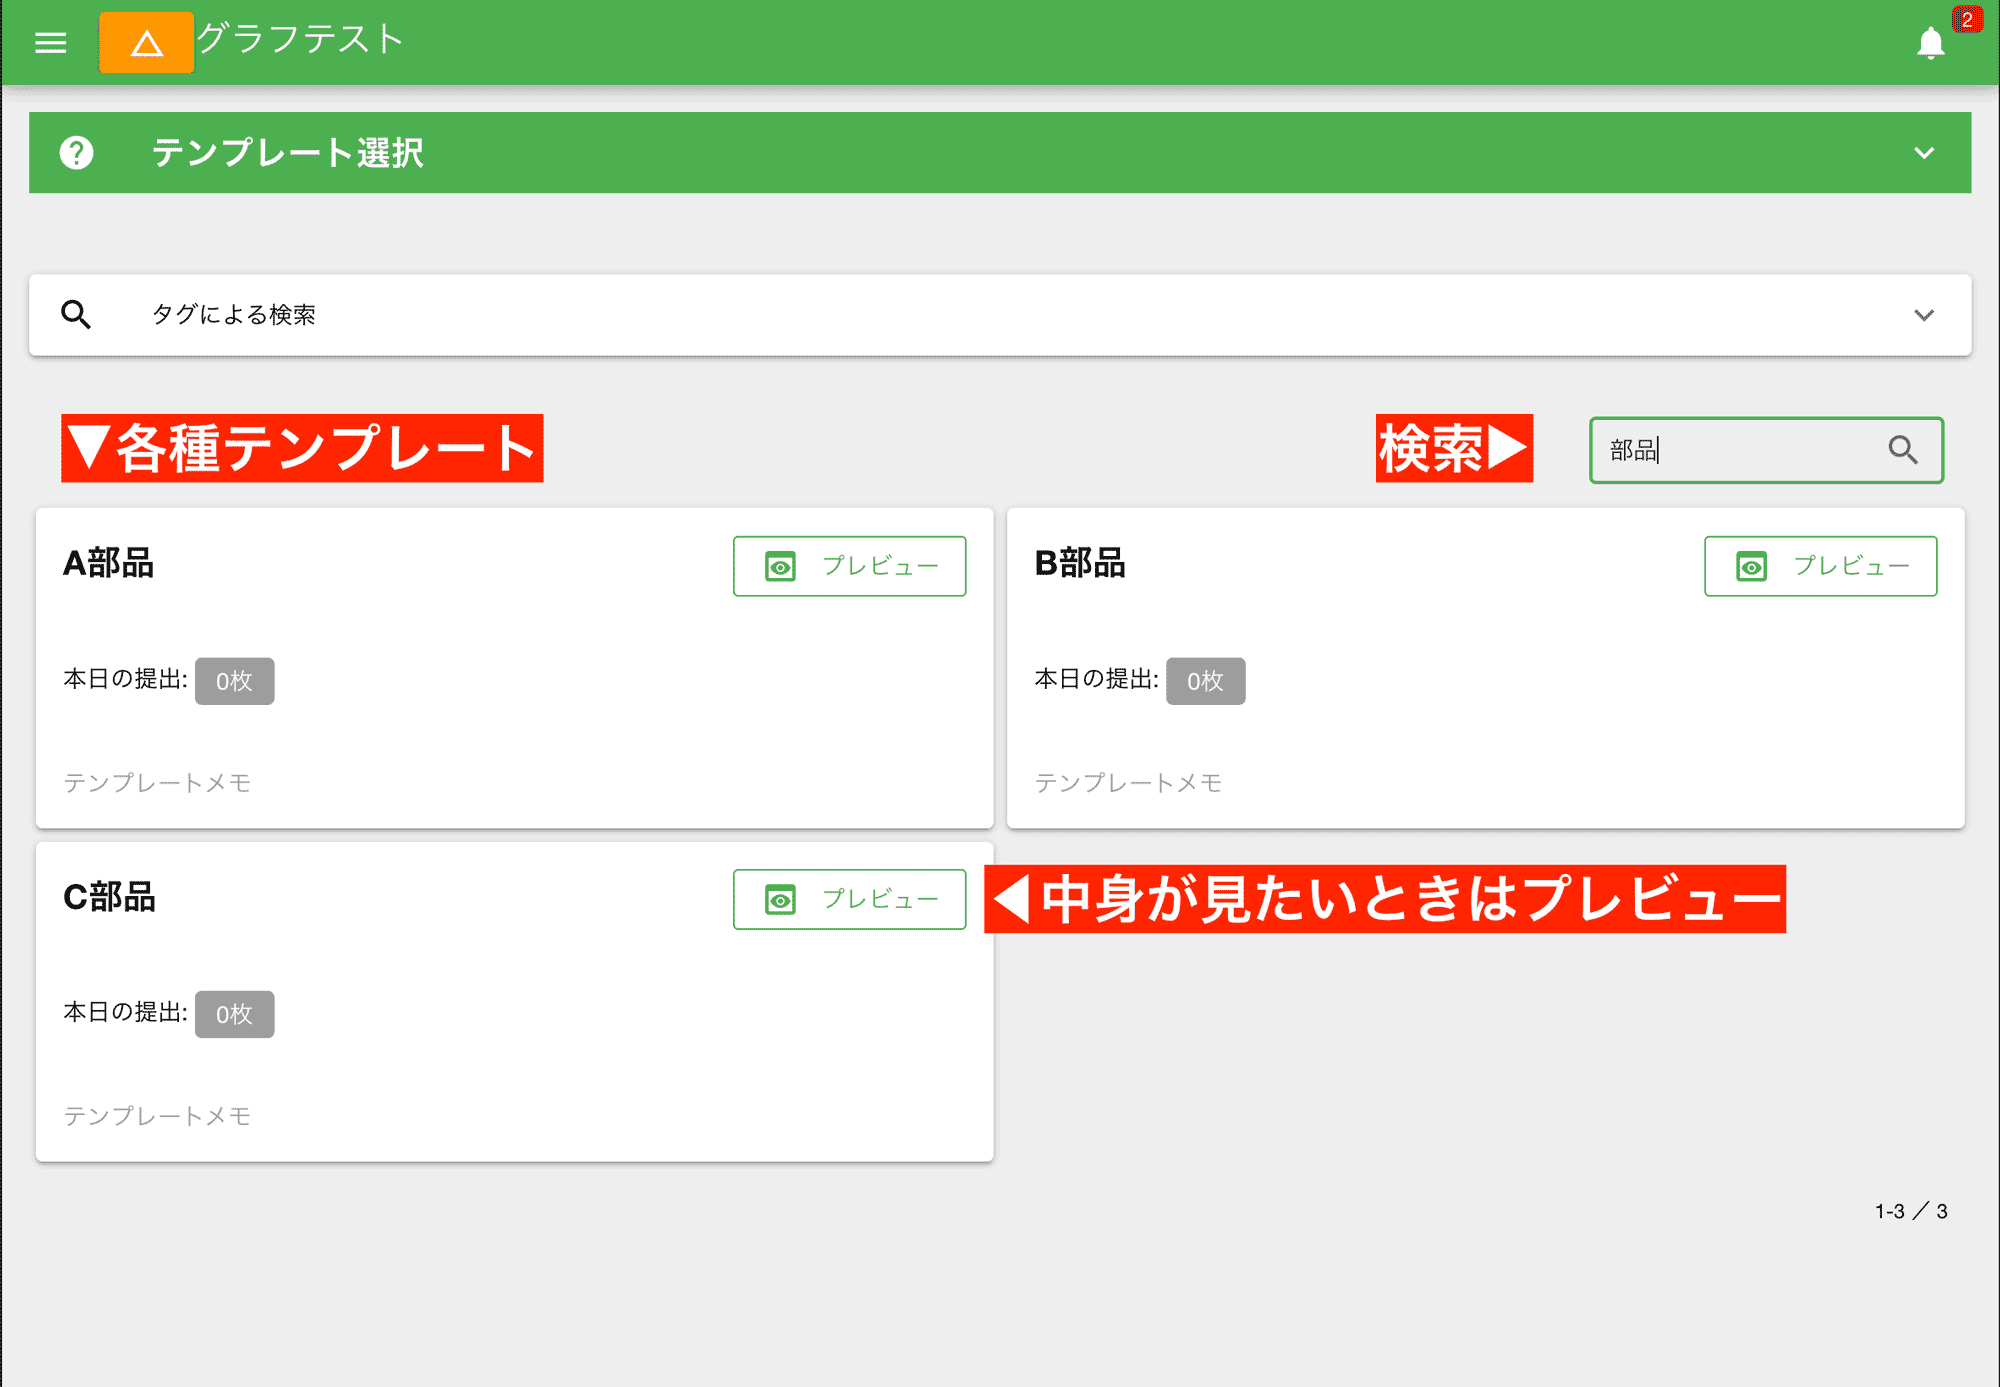 グラフテスト
2
テンプレート選択
タグによる検索
▼各種テンプレート
検索▶
部品
A部品
プレビュー
本日の提出: 0枚
テンプレートメモ
B部品
プレビュー
本日の提出: 0枚
テンプレートメモ
C部品
プレビュー
◀中身が見たいときはプレビュー
本日の提出: 0枚
テンプレートメモ
1-3 ／ 3